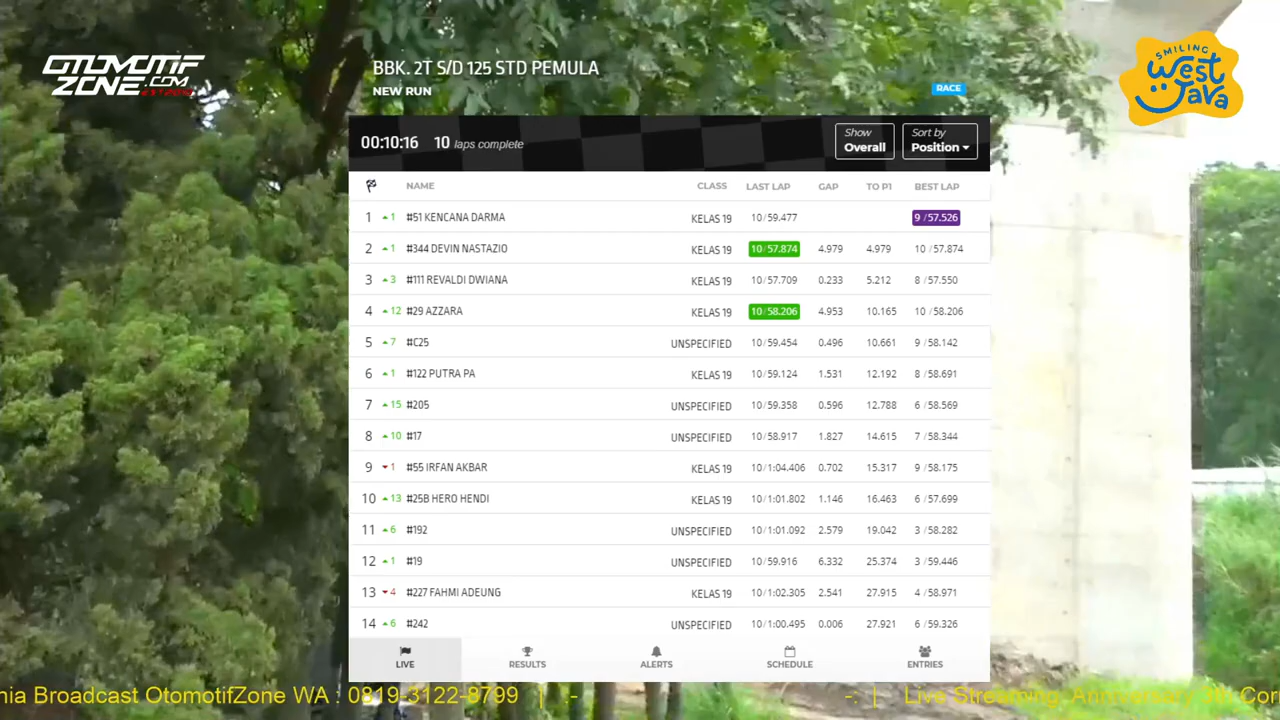 OTOMOTIF
ZONE.COM
BBK. 2T S/D 125 STD PEMULA
NEW RUN
RACE
SMILING
West
Java
00:10:16 10 laps complete
Show
Overall
Sort by
Position
NAME CLASS LAST LAP GAP TO P1 BEST LAP
1 1 #51 KENCANA DARMA KELAS 19 10/59.477 9/57.526
2 1 #344 DEVIN NASTAZIO KELAS 19 10/57.874 4.979 4.979 10/57.874
3 3 #111 REVALDI DWIANA KELAS 19 10/57.709 0.233 5.212 8/57.550
4 12 #29 AZZARA KELAS 19 10/58.206 4.953 10.165 10/58.206
5 7 #C25 UNSPECIFIED 10/59.454 0.496 10.661 9/58.142
6 1 #122 PUTRA PA KELAS 19 10/59.124 1.531 12.192 8/58.691
7 15 #205 UNSPECIFIED 10/59.358 0.596 12.788 6/58.569
8 10 #17 UNSPECIFIED 10/58.917 1.827 14.615 7/58.344
9 1 #55 IRFAN AKBAR KELAS 19 10/1:04.406 0.702 15.317 9/58.175
10 13 #25B HERO HENDI KELAS 19 10/1:01.802 1.146 16.463 6/57.699
11 6 #192 UNSPECIFIED 10/1:01.092 2.579 19.042 3/58.282
12 1 #19 UNSPECIFIED 10/59.916 6.332 25.374 3/59.446
13 4 #227 FAHMI ADEUNG KELAS 19 10/1:02.305 2.541 27.915 4/58.971
14 6 #242 UNSPECIFIED 10/1:00.495 0.006 27.921 6/59.326
LIVE RESULTS ALERTS SCHEDULE ENTRIES
nia Broadcast OtomotifZone WA : 0819-3122-8799 | .- -: | Live Streaming, Anniversary 9th Cor